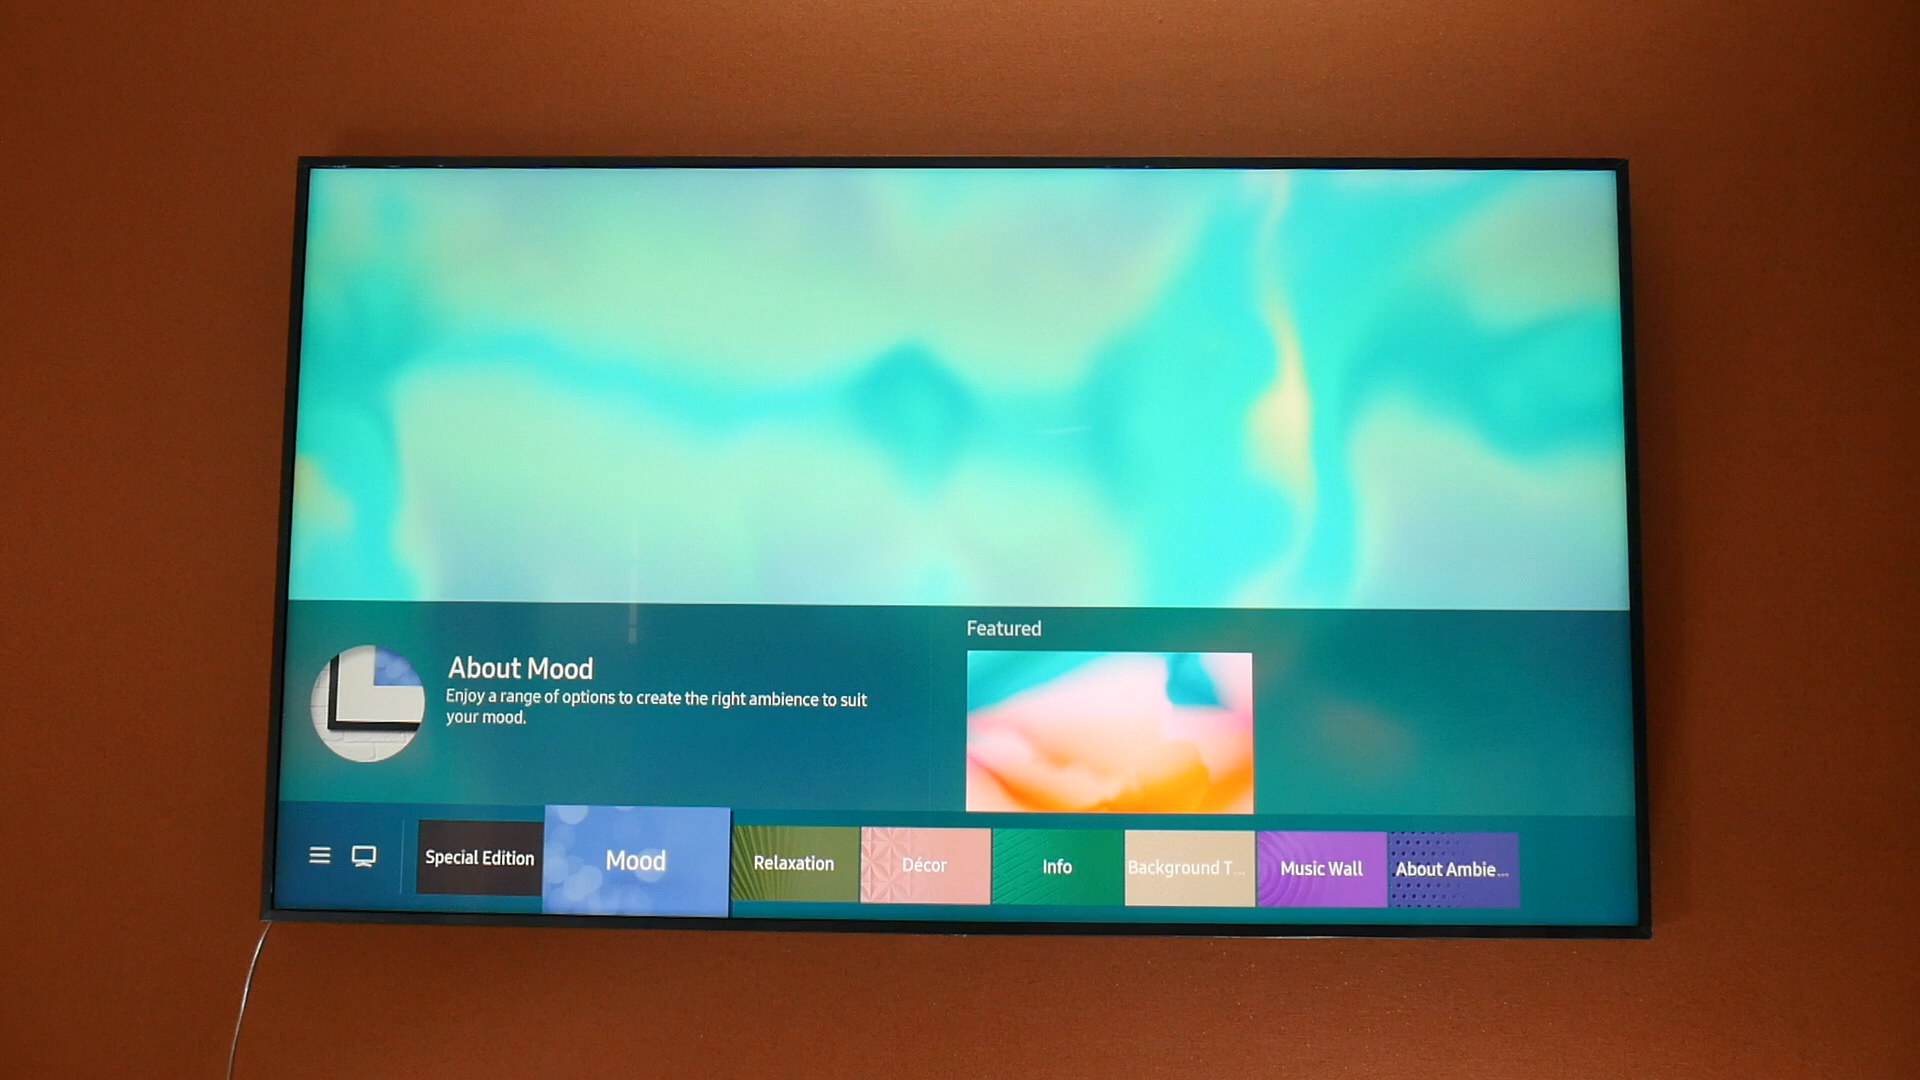 Featured
About Mood
Enjoy a range of options to create the right ambience to suit
your mood.
Special Edition
Mood
Relaxation
Décor
Info
Background T...
Music Wall
About Ambie...